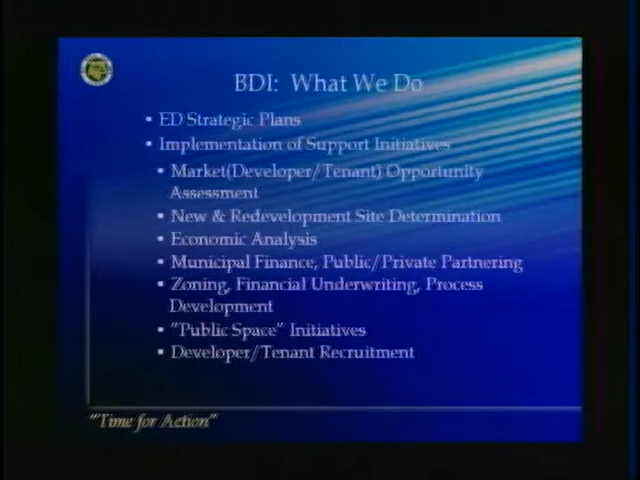 BDI: What We Do
• ED Strategic Plans
• Implementation of Support Initiatives
▪ Market(Developer/Tenant) Opportunity
Assessment
▪ New & Redevelopment Site Determination
▪ Economic Analysis
▪ Municipal Finance, Public/Private Partnering
▪ Zoning, Financial Underwriting, Process
Development
▪ “Public Space” Initiatives
▪ Developer/Tenant Recruitment
“Time for Action”